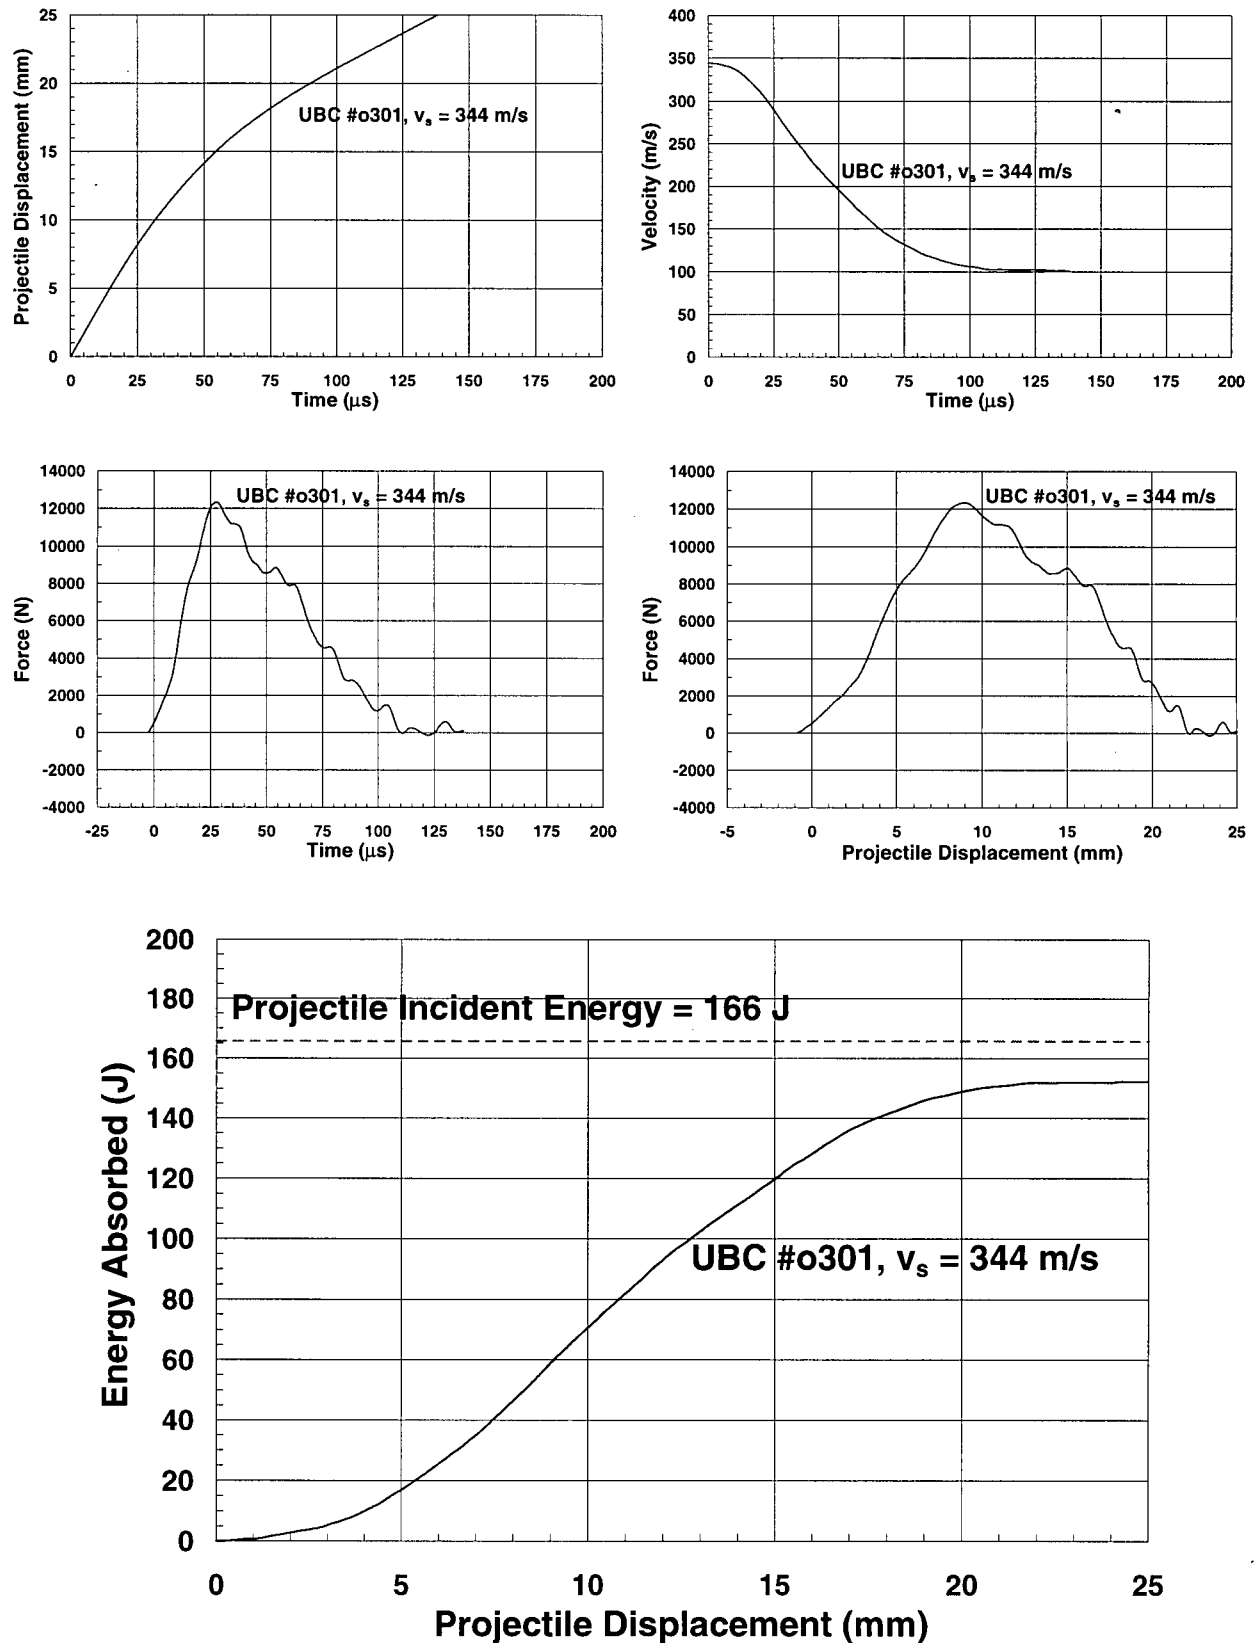 25
20
15
10
5
0
Projectile Displacement (mm)
UBC #o301, vs = 344 m/s
0 25 50 75 100 125 150 175 200
Time (μs)
400
350
300
250
200
150
100
50
0
Velocity (m/s)
UBC #o301, vs = 344 m/s
0 25 50 75 100 125 150 175 200
Time (μs)
14000
12000
10000
8000
6000
4000
2000
0
-2000
-4000
Force (N)
UBC #o301, vs = 344 m/s
-25 0 25 50 75 100 125 150 175 200
Time (μs)
14000
12000
10000
8000
6000
4000
2000
0
-2000
-4000
Force (N)
UBC #o301, vs = 344 m/s
-5 0 5 10 15 20 25
Projectile Displacement (mm)
200
180
160
140
120
100
80
60
40
20
0
Energy Absorbed (J)
Projectile Incident Energy = 166 J
UBC #o301, vs = 344 m/s
0 5 10 15 20 25
Projectile Displacement (mm)